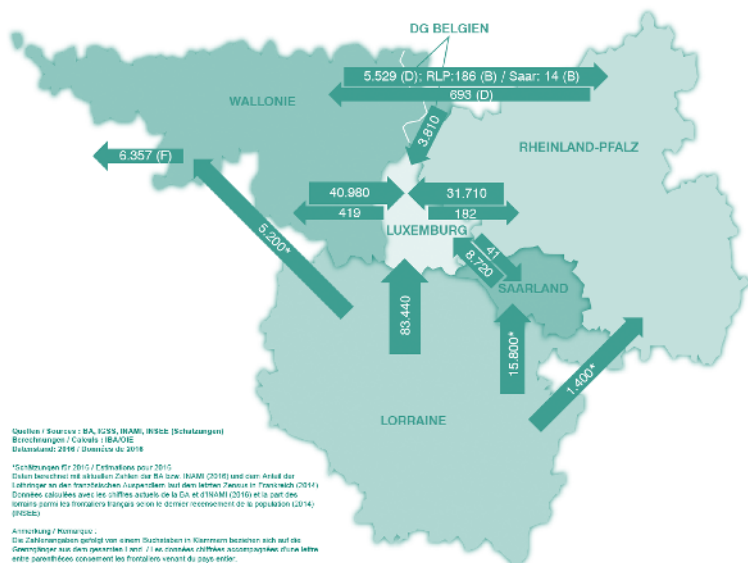 DG BELGIEN
5.529 (D); RLP:186 (B) / Saar: 14 (B)
693 (D)
WALLONIE
3.810
RHEINLAND-PFALZ
6.357 (F)
40.980
31.710
419
182
LUXEMBURG
5.200*
41
8.720
SAARLAND
83.440
15.800*
1.400*
LORRAINE
Quellen / Sources : BA, IGSS, INAMI, INSEE (Schätzungen)
Berechnungen / Calculs : IBA/OIE
Datenstand: 2016 / Données de 2016
*Schätzungen für 2016 / Estimations pour 2016
Daten berechnet mit aktuellen Zahlen der BA bzw. INAMI (2016) und dem Anteil der
Lothringer an den französischen Auspendlern laut dem letzten Zensus in Frankreich (2014)
Données calculées avec les chiffres actuels de la BA et d'INAMI (2016) et la part des
lorrains parmi les frontaliers français selon le dernier recensement de la population (2014)
(INSEE)
Anmerkung / Remarque :
Die Zahlenangaben gefolgt von einem Buchstaben in Klammern beziehen sich auf die
Grenzgänger aus dem gesamten Land / Les données chiffrées accompagnées d'une lettre
entre parenthèses concernent les frontaliers venant du pays entier.